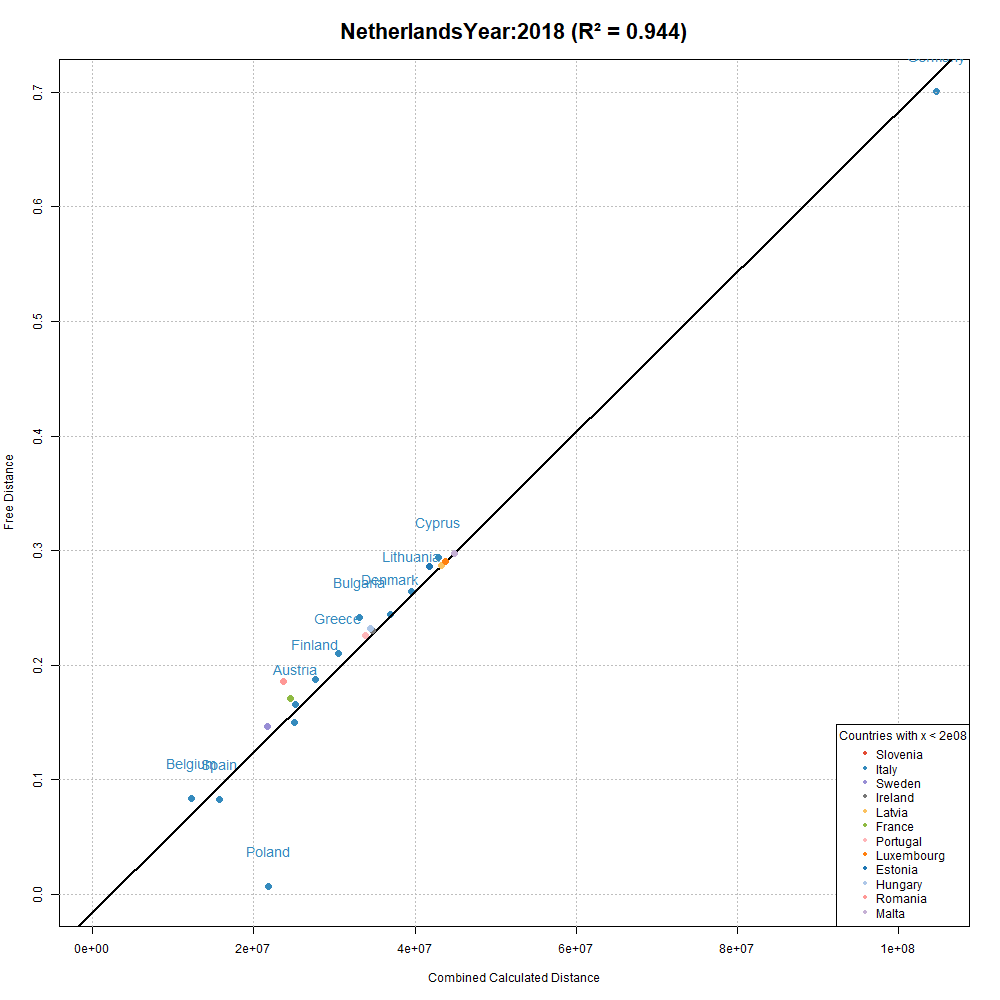 NetherlandsYear:2018 (R² = 0.944)
Germany
0.7
0.6
0.5
0.4
0.3
0.2
0.1
0.0
Free Distance
Cyprus
Lithuania
Denmark
Bulgaria
Greece
Finland
Austria
Belgium
Spain
Poland
Countries with x < 2e08
Slovenia
Italy
Sweden
Ireland
Latvia
France
Portugal
Luxembourg
Estonia
Hungary
Romania
Malta
0e+00 2e+07 4e+07 6e+07 8e+07 1e+08
Combined Calculated Distance